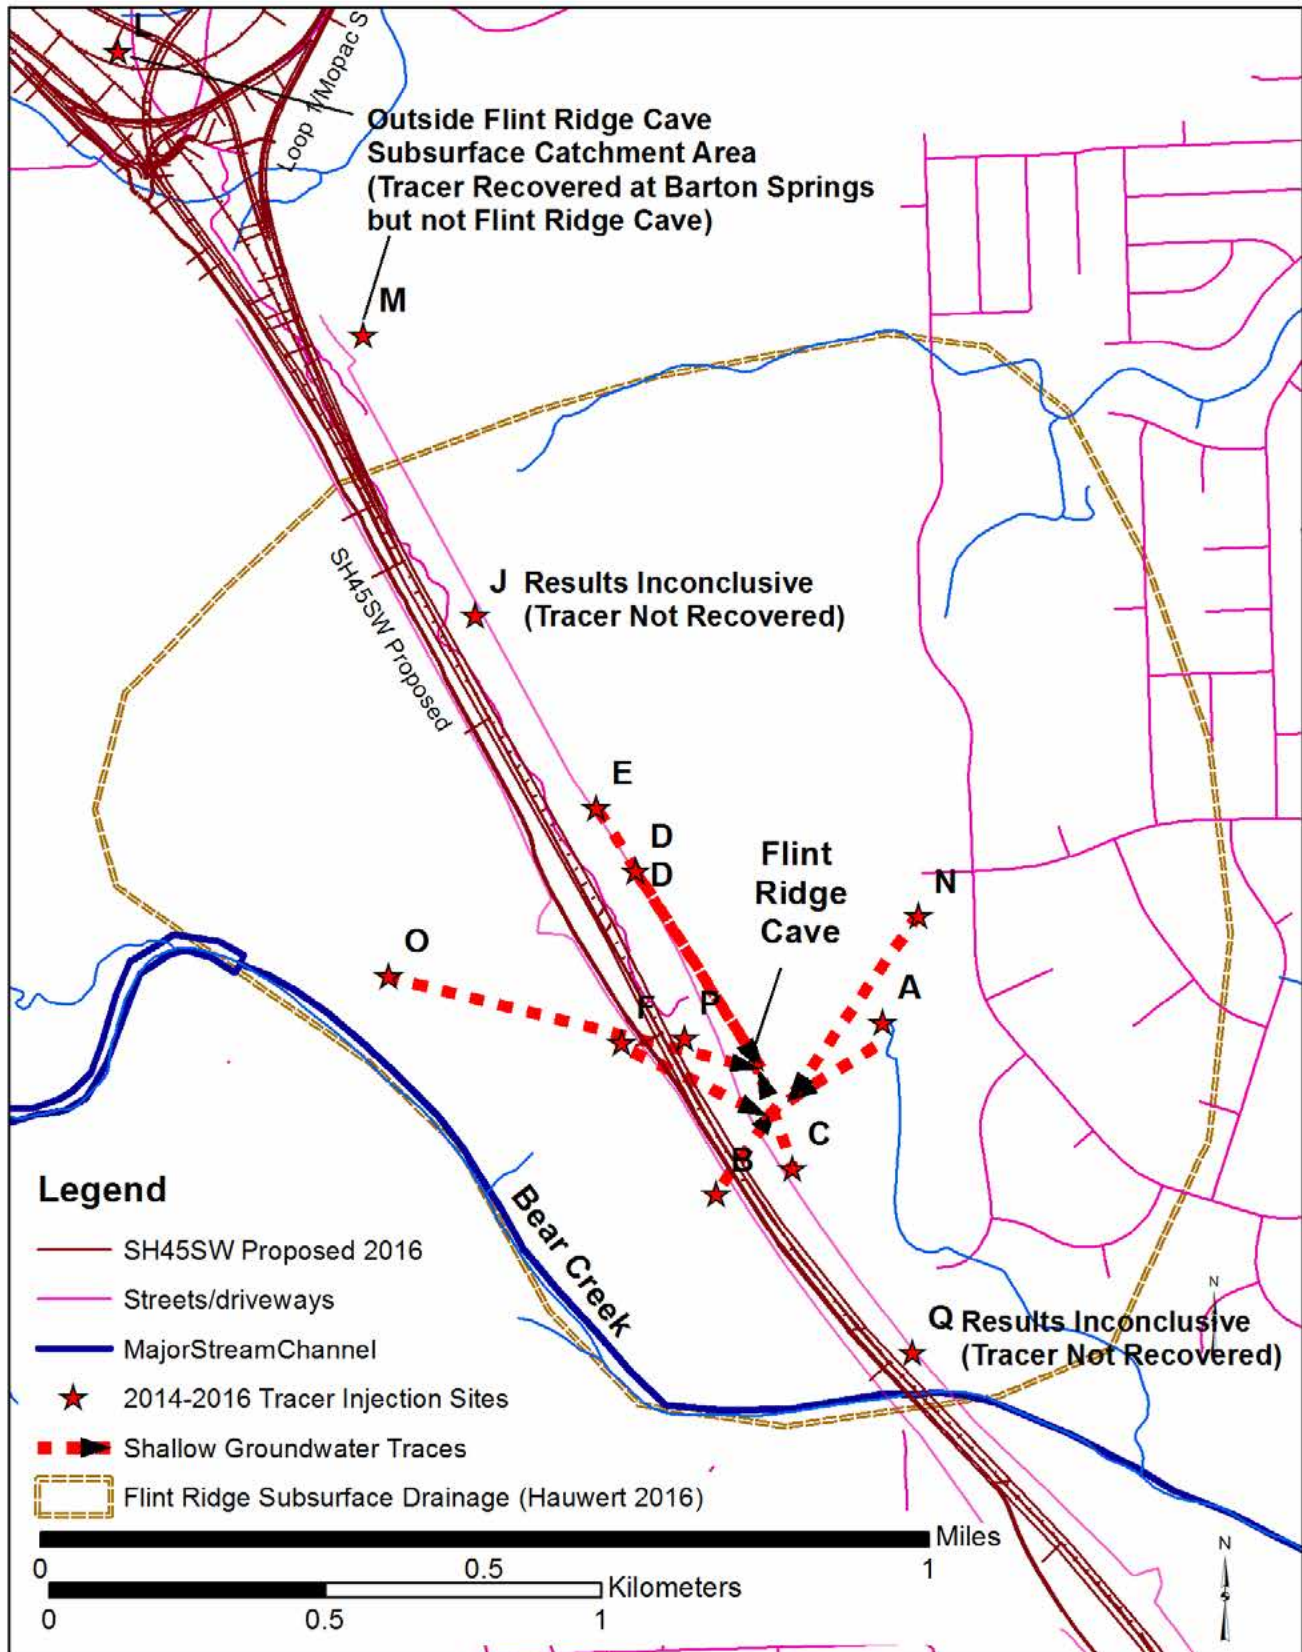 L
Loop 1/Mopac S
Outside Flint Ridge Cave
Subsurface Catchment Area
(Tracer Recovered at Barton Springs
but not Flint Ridge Cave)
M
SH45SW Proposed
J Results Inconclusive
(Tracer Not Recovered)
E
D
D
Flint
Ridge
Cave
N
O
A
F
P
C
B
Bear Creek
Q Results Inconclusive
(Tracer Not Recovered)
N
Legend
SH45SW Proposed 2016
Streets/driveways
MajorStreamChannel
2014-2016 Tracer Injection Sites
Shallow Groundwater Traces
Flint Ridge Subsurface Drainage (Hauwert 2016)
Miles
0 0.5 1
Kilometers
0 0.5 1
N